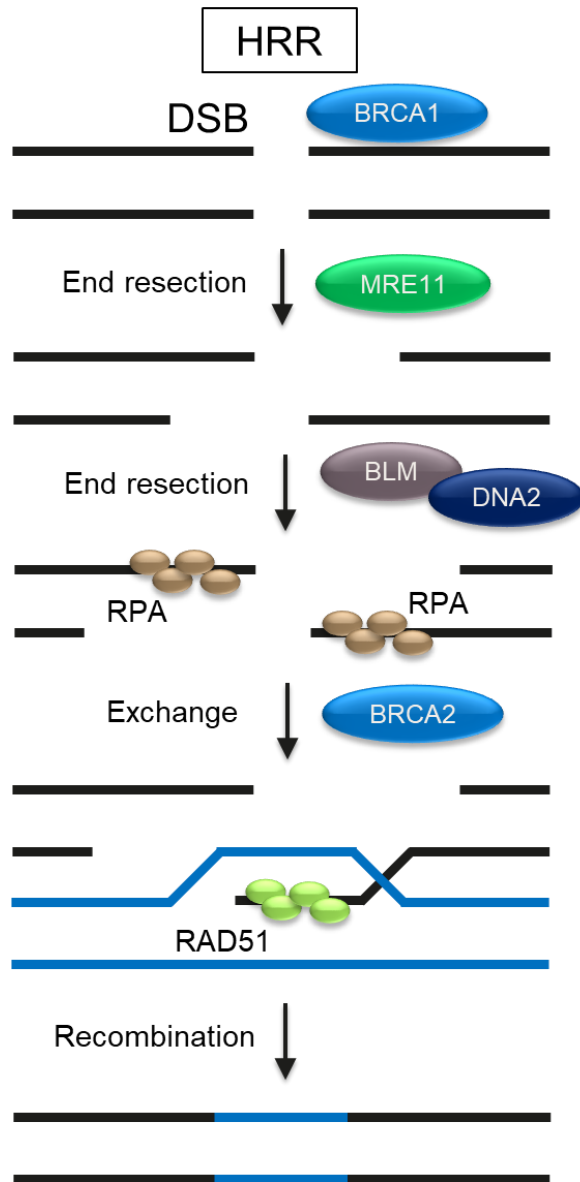 HRR
DSB
BRCA1
End resection
MRE11
End resection
BLM
DNA2
RPA
RPA
Exchange
BRCA2
RAD51
Recombination